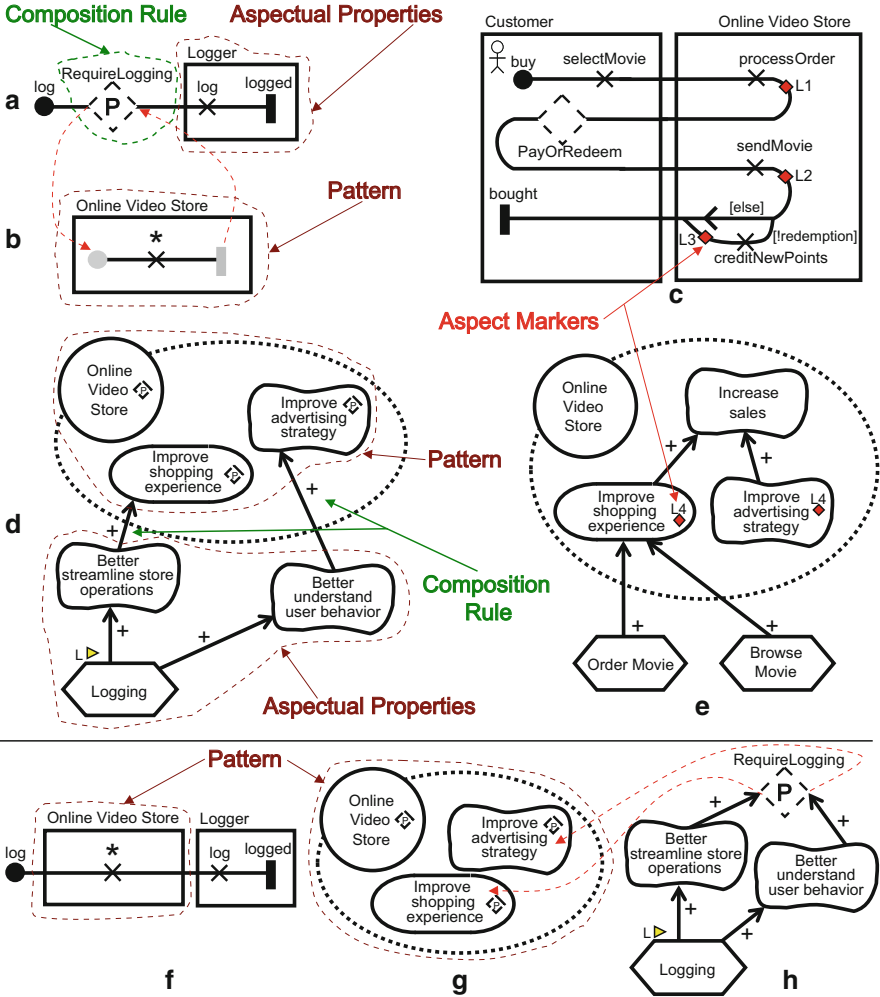 Composition Rule
Aspectual Properties
log
RequireLogging
P
Logger
log
logged
a
Pattern
Online Video Store
*
b
Customer
Online Video Store
buy
selectMovie
processOrder
L1
PayOrRedeem
sendMovie
L2
bought
[else]
L3
[!redemption]
creditNewPoints
c
Aspect Markers
Online
Video
Store
P
Improve
advertising
strategy
P
Improve
shopping
experience
P
Pattern
+
+
d
Better
streamline store
operations
Better
understand
user behavior
Composition
Rule
+
+
L
Logging
Aspectual Properties
Online
Video
Store
Increase
sales
+
+
Improve
shopping
experience
L4
Improve
advertising
strategy
L4
+
+
Order Movie
Browse
Movie
e
Pattern
log
Online Video Store
*
Logger
log
logged
f
Online
Video
Store
P
Improve
advertising
strategy
P
Improve
shopping
experience
P
g
RequireLogging
P
+
+
Better
streamline store
operations
Better
understand
user behavior
+
+
L
Logging
h